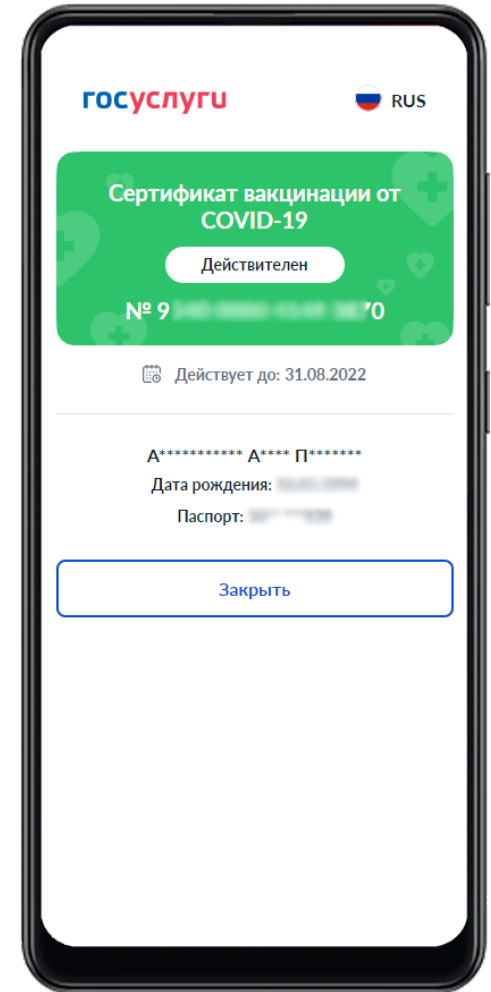 госуслуги RUS
Сертификат вакцинации от
COVID-19
Действителен
№ 9 70
Действует до: 31.08.2022
А*********** А**** П*******
Дата рождения:
Паспорт:
Закрыть